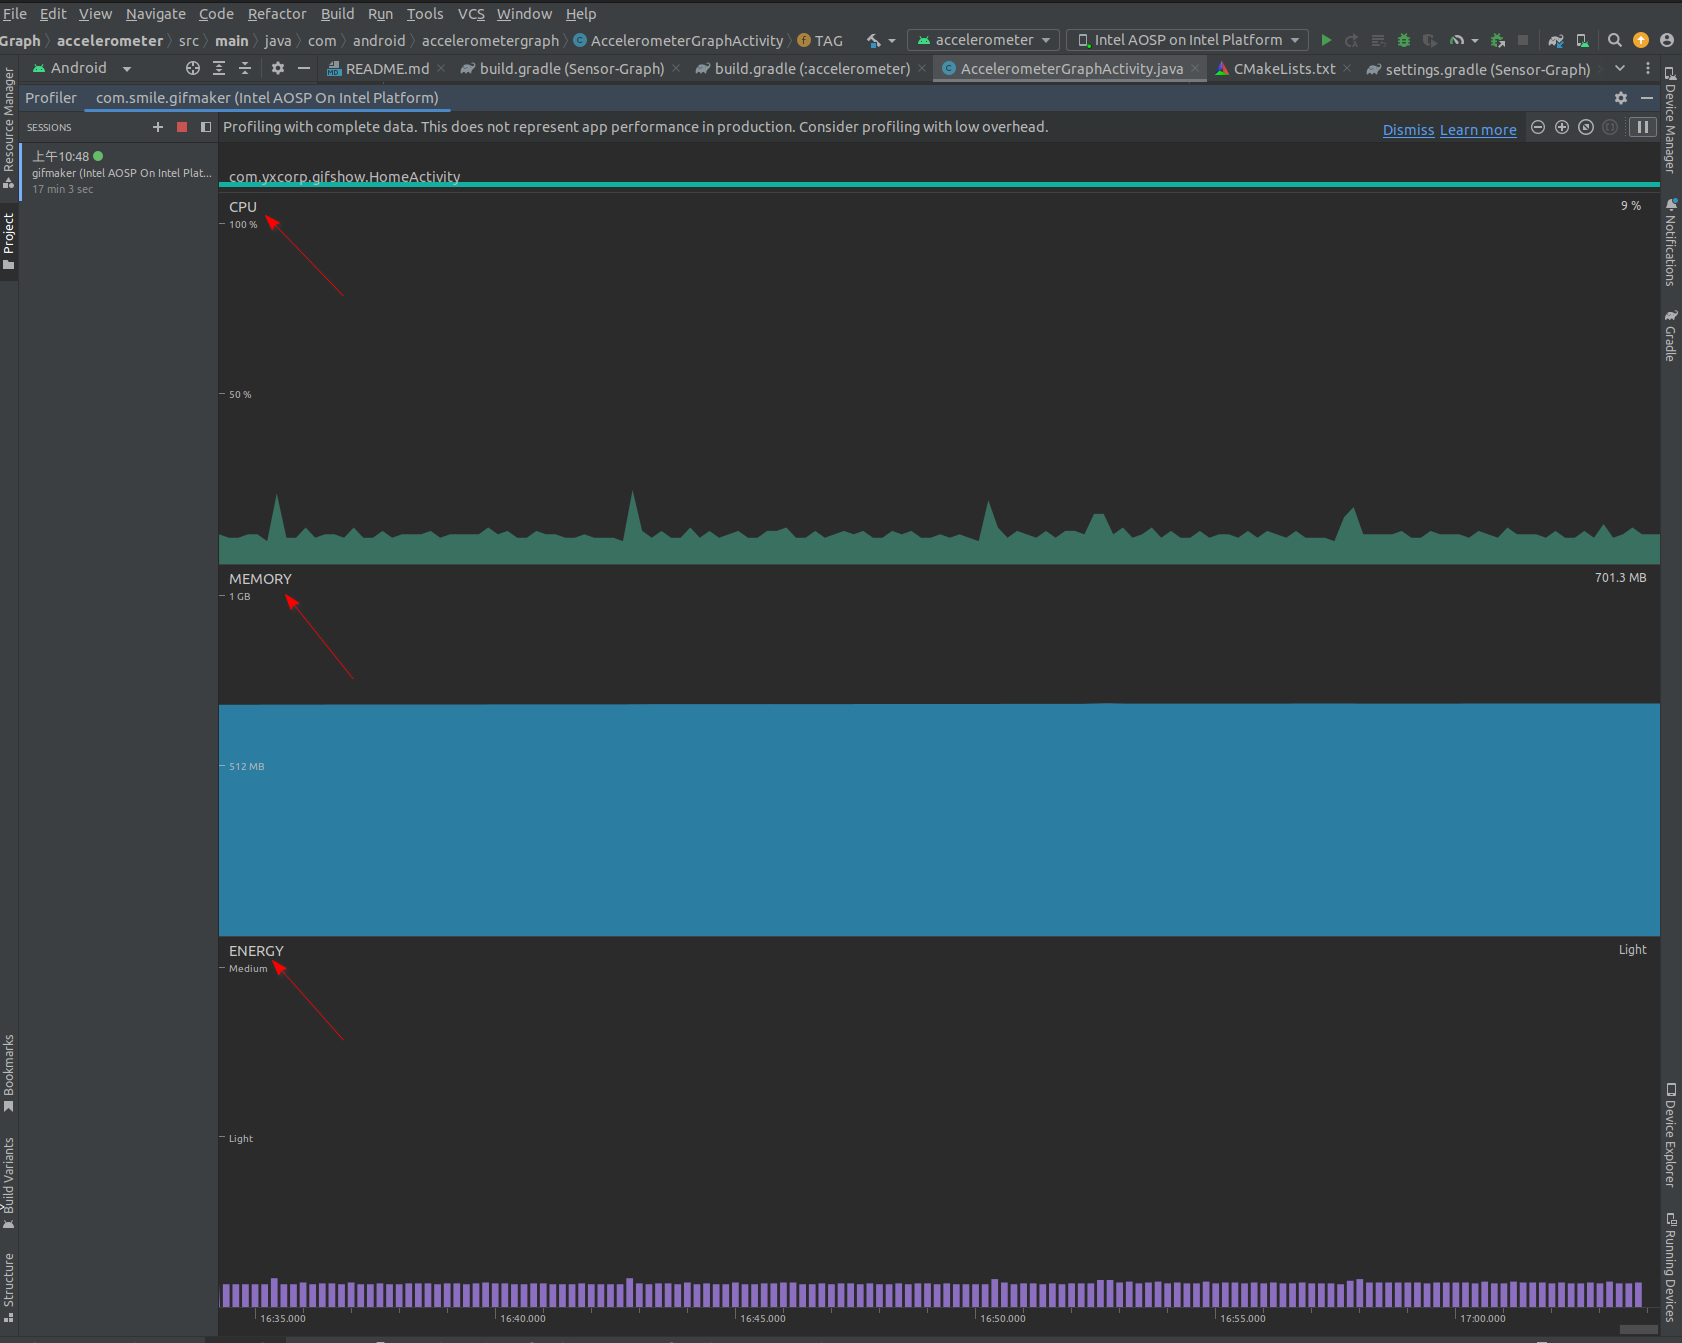 File Edit View Navigate Code Refactor Build Run Tools VCS Window Help
Graph accelerometer src main java com android accelerometergraph AccelerometerGraphActivity TAG accelerometer Intel AOSP on Intel Platform
Android README.md build.gradle (Sensor-Graph) build.gradle (:accelerometer) AccelerometerGraphActivity.java CMakeLists.txt settings.gradle (Sensor-Graph)
Profiler com.smile.gifmaker (Intel AOSP On Intel Platform)
SESSIONS
Profiling with complete data. This does not represent app performance in production. Consider profiling with low overhead. Dismiss Learn more
上午10:48
gifmaker (Intel AOSP On Intel Plat...
17 min 3 sec
com.yxcorp.gifshow.HomeActivity
CPU 9 %
100 %
50 %
MEMORY 701.3 MB
1 GB
512 MB
ENERGY Light
Medium
Light
16:35.000 16:40.000 16:45.000 16:50.000 16:55.000 17:00.000
Resource Manager
Project
Bookmarks
Build Variants
Structure
Device Manager
Notifications
Gradle
Device Explorer
Running Devices